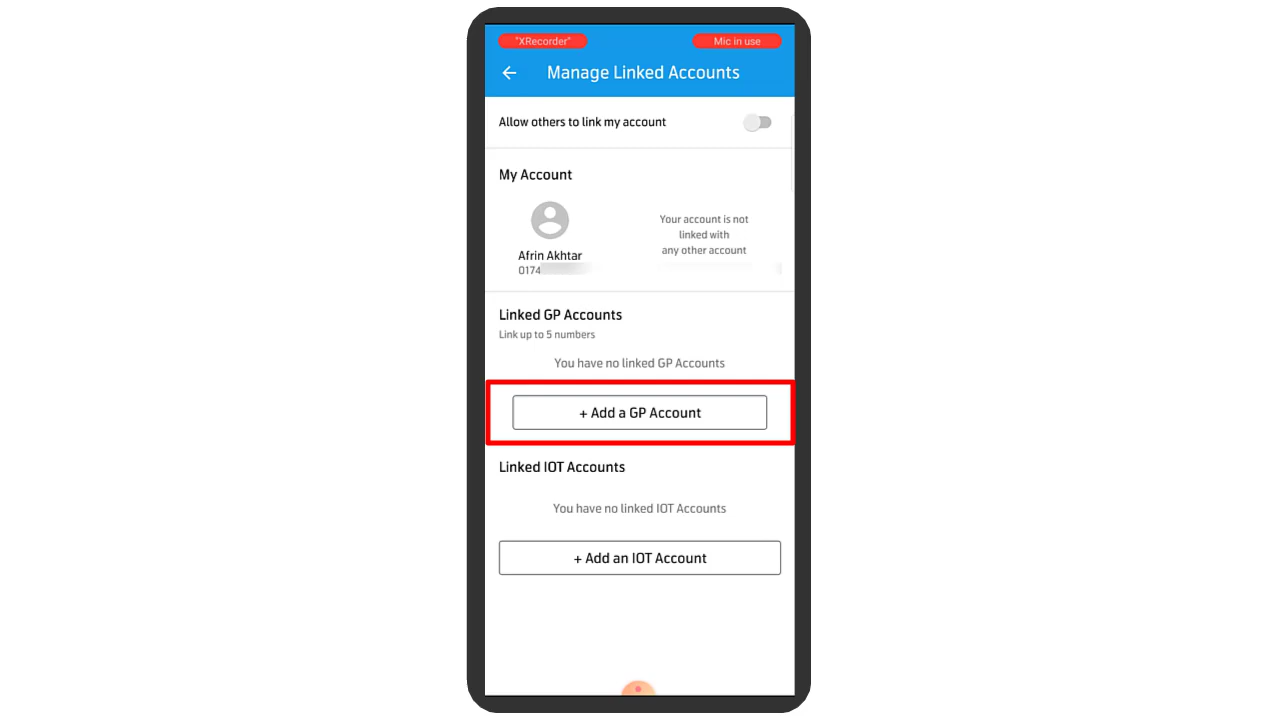 "XRecorder"
Mic in use
Manage Linked Accounts
Allow others to link my account
My Account
Your account is not
linked with
any other account
Afrin Akhtar
0174
Linked GP Accounts
Link up to 5 numbers
You have no linked GP Accounts
+ Add a GP Account
Linked IOT Accounts
You have no linked IOT Accounts
+ Add an IOT Account